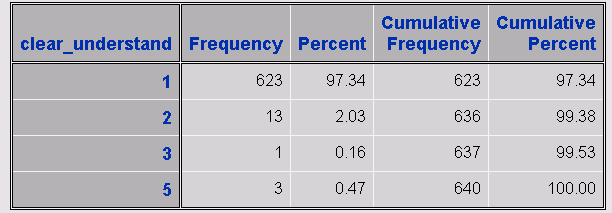 clear_understand Frequency Percent Cumulative Frequency Cumulative Percent
1 623 97.34 623 97.34
2 13 2.03 636 99.38
3 1 0.16 637 99.53
5 3 0.47 640 100.00